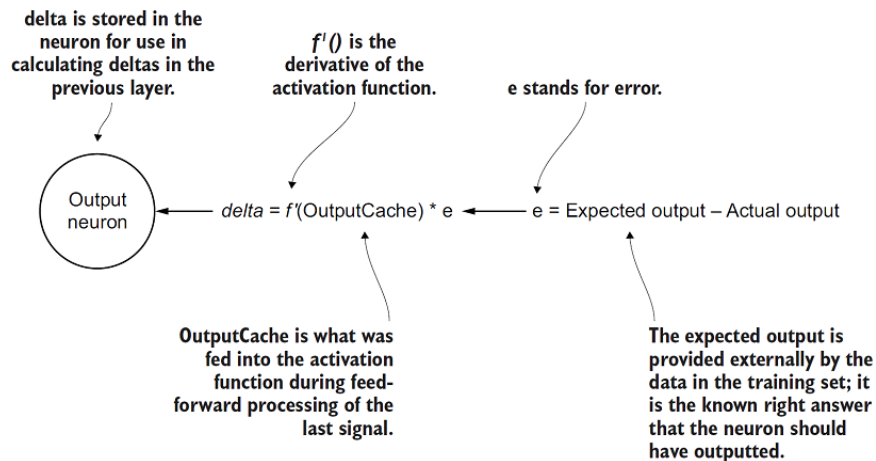 delta is stored in the
neuron for use in
calculating deltas in the
previous layer.
f'() is the
derivative of the
activation function.
e stands for error.
Output
neuron
delta = f'(OutputCache) * e
e = Expected output – Actual output
OutputCache is what was
fed into the activation
function during feed-
forward processing of the
last signal.
The expected output is
provided externally by the
data in the training set; it
is the known right answer
that the neuron should
have outputted.